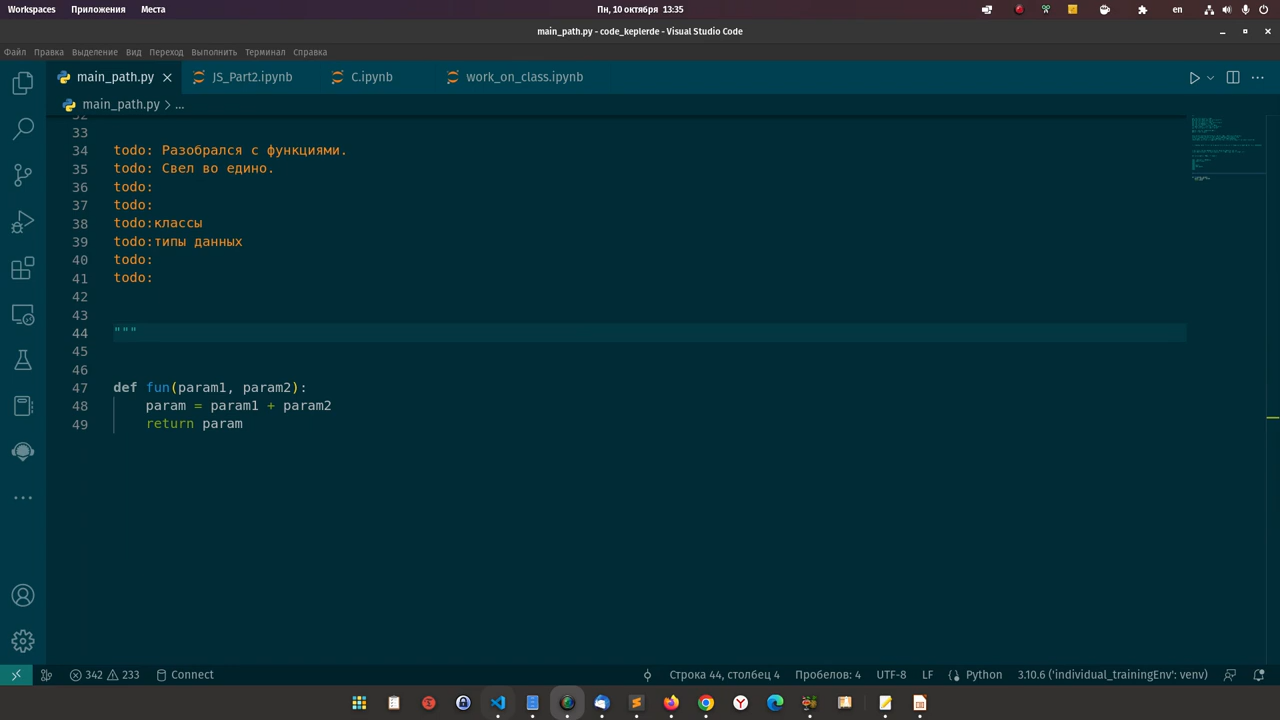 Workspaces Приложения Места Пн, 10 октября 13:35 en
main_path.py - code_keplerde - Visual Studio Code
Файл Правка Выделение Вид Переход Выполнить Терминал Справка
main_path.py JS_Part2.ipynb C.ipynb work_on_class.ipynb
main_path.py > ...
32
33
34 todo: Разобрался с функциями.
35 todo: Свел во едино.
36 todo:
37 todo:
38 todo:классы
39 todo:типы данных
40 todo:
41 todo:
42
43
44 """
45
46
47 def fun(param1, param2):
48 param = param1 + param2
49 return param
342 233 Connect Строка 44, столбец 4 Пробелов: 4 UTF-8 LF Python 3.10.6 ('individual_trainingEnv': venv)